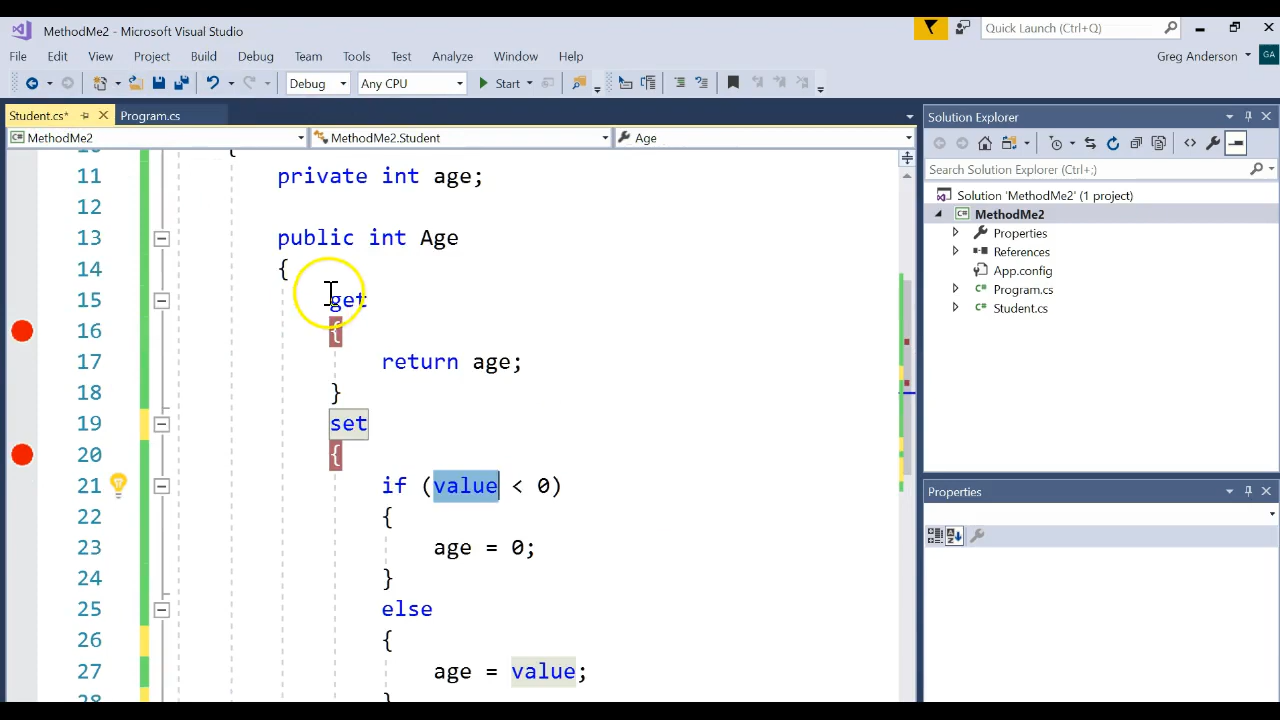 MethodMe2 - Microsoft Visual Studio
Quick Launch (Ctrl+Q)
File Edit View Project Build Debug Team Tools Test Analyze Window Help
Greg Anderson
GA
Debug
Any CPU
Start
Student.cs*
Program.cs
MethodMe2
MethodMe2.Student
Age
11 private int age;
12
13 public int Age
14 {
15 get
16 {
17 return age;
18 }
19 set
20 {
21 if (value < 0)
22 {
23 age = 0;
24 }
25 else
26 {
27 age = value;
28 }
Solution Explorer
Search Solution Explorer (Ctrl+;)
Solution 'MethodMe2' (1 project)
C# MethodMe2
Properties
References
App.config
C# Program.cs
C# Student.cs
Properties